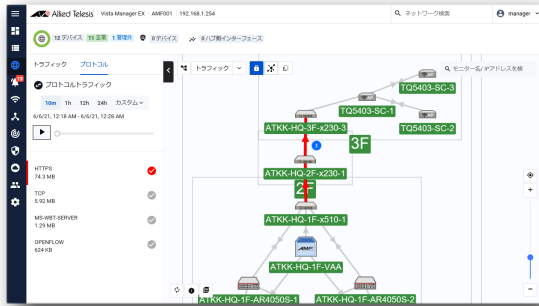 Allied Telesis Vista Manager EX AMF001 192.168.1.254 ネットワーク検索 manager
12 デバイス 11 正常 1 管理外 0 デバイス 0 ハブ側インターフェース
トラフィック プロトコル
トラフィック
モニター名/ IPアドレスを検
プロトコルトラフィック
10m 1h 12h 24h カスタム
6/6/21, 12:18 AM - 6/6/21, 12:28 AM
HTTPS
74.3 MB
TCP
5.92 MB
MS-WBT-SERVER
1.29 MB
OPENFLOW
624 KB
TQ5403-SC-3
TQ5403-SC-1
TQ5403-SC-2
ATKK-HQ-3F-x230-3
3F
1
ATKK-HQ-2F-x230-1
2F
ATKK-HQ-1F-x510-1
AMF
ATKK-HQ-1F-VAA
ATKK-HQ-1F-AR4050S-1
ATKK-HQ-1F-AR4050S-2